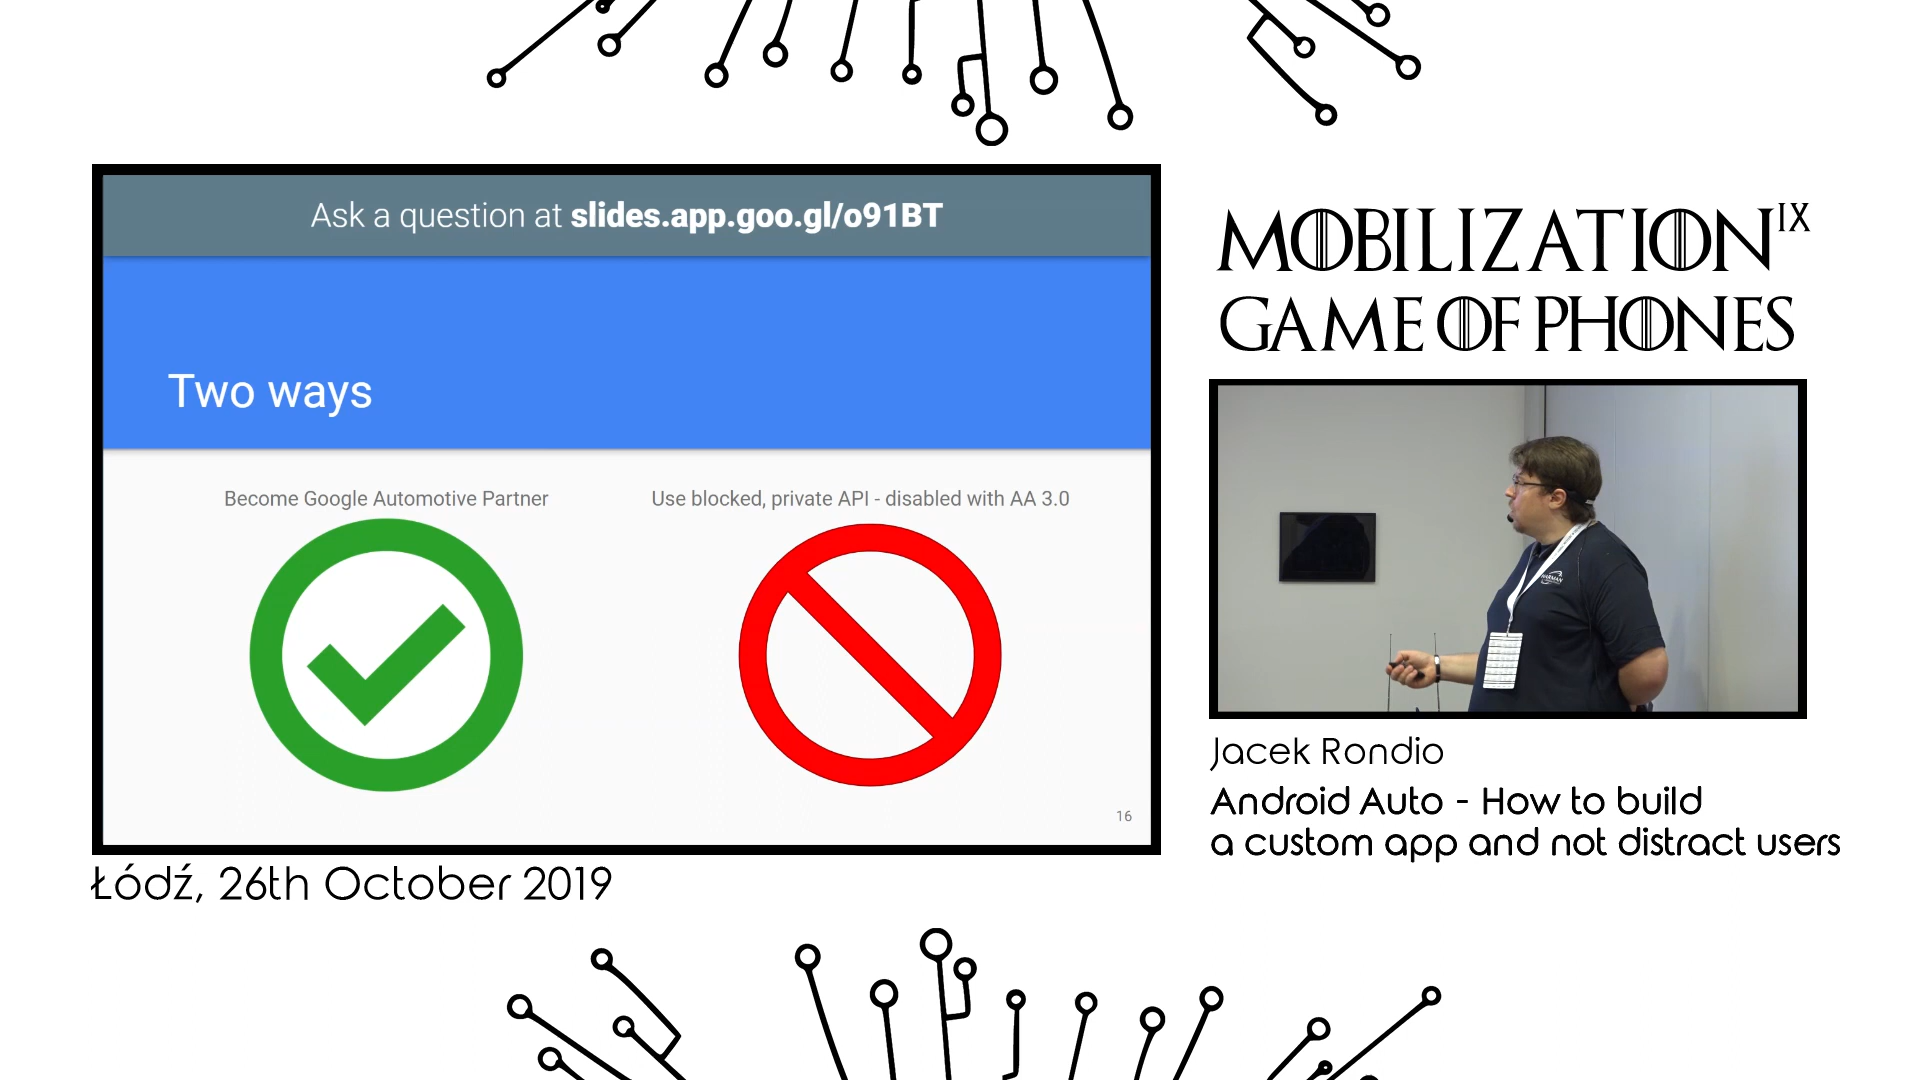 Ask a question at slides.app.goo.gl/o91BT
Two ways
Become Google Automotive Partner
Use blocked, private API - disabled with AA 3.0
16
MOBILIZATION IX
GAME OF PHONES
HARMAN
Jacek Rondio
Android Auto - How to build
a custom app and not distract users
Łódź, 26th October 2019